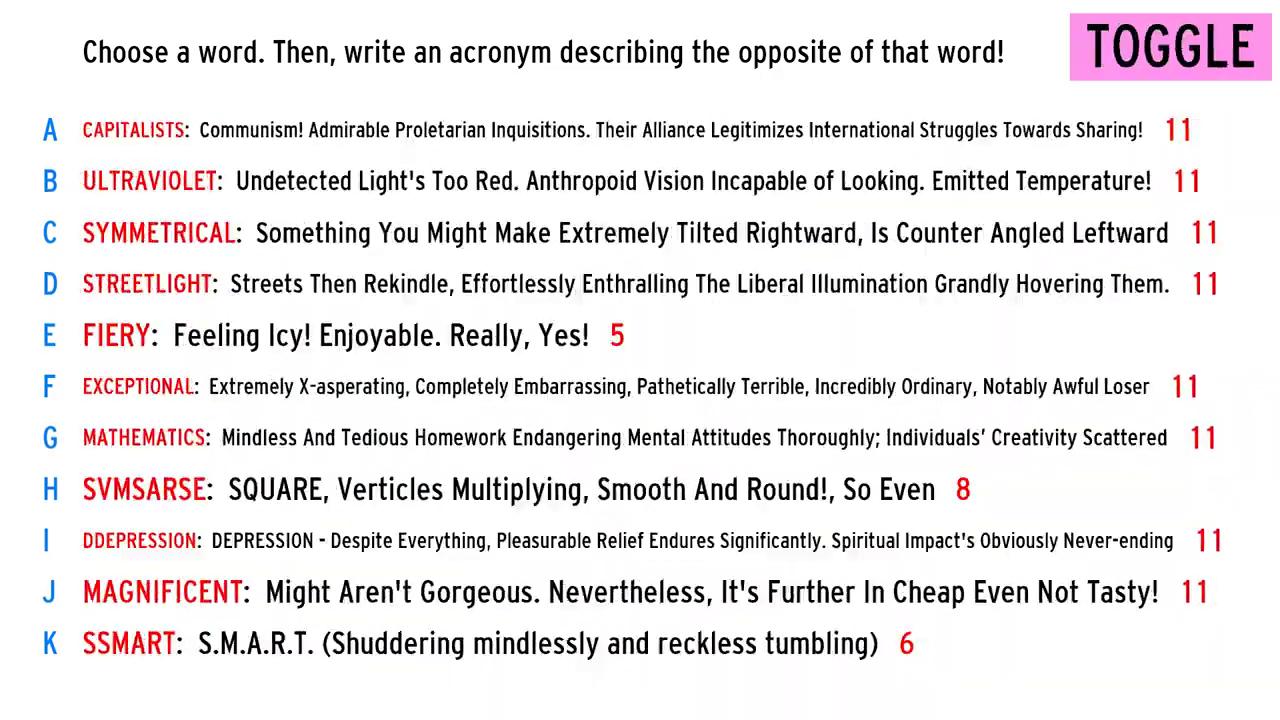 Choose a word. Then, write an acronym describing the opposite of that word!
TOGGLE
A CAPITALISTS: Communism! Admirable Proletarian Inquisitions. Their Alliance Legitimizes International Struggles Towards Sharing! 11
B ULTRAVIOLET: Undetected Light's Too Red. Anthropoid Vision Incapable of Looking. Emitted Temperature! 11
C SYMMETRICAL: Something You Might Make Extremely Tilted Rightward, Is Counter Angled Leftward 11
D STREETLIGHT: Streets Then Rekindle, Effortlessly Enthralling The Liberal Illumination Grandly Hovering Them. 11
E FIERY: Feeling Icy! Enjoyable. Really, Yes! 5
F EXCEPTIONAL: Extremely X-asperating, Completely Embarrassing, Pathetically Terrible, Incredibly Ordinary, Notably Awful Loser 11
G MATHEMATICS: Mindless And Tedious Homework Endangering Mental Attitudes Thoroughly; Individuals’ Creativity Scattered 11
H SVMSARSE: SQUARE, Verticles Multiplying, Smooth And Round!, So Even 8
I DDEPRESSION: DEPRESSION - Despite Everything, Pleasurable Relief Endures Significantly. Spiritual Impact's Obviously Never-ending 11
J MAGNIFICENT: Might Aren't Gorgeous. Nevertheless, It's Further In Cheap Even Not Tasty! 11
K SSMART: S.M.A.R.T. (Shuddering mindlessly and reckless tumbling) 6